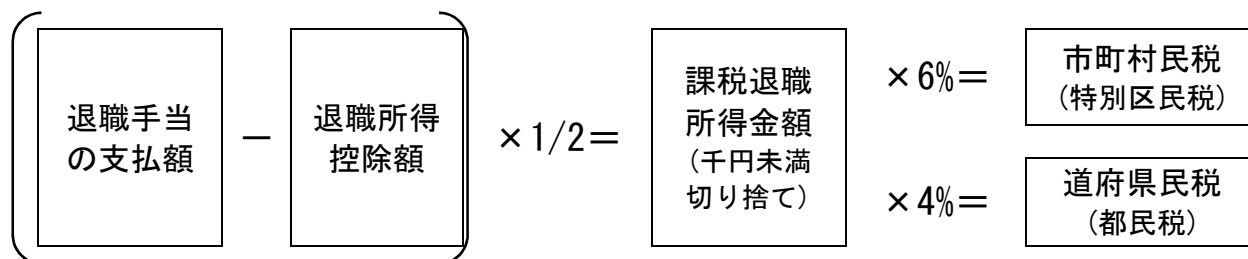 退職手当
の支払額
－
退職所得
控除額
×1/2＝
課税退職
所得金額
(千円未満
切り捨て)
×6%＝
市町村民税
(特別区民税)
×4%＝
道府県民税
(都民税)